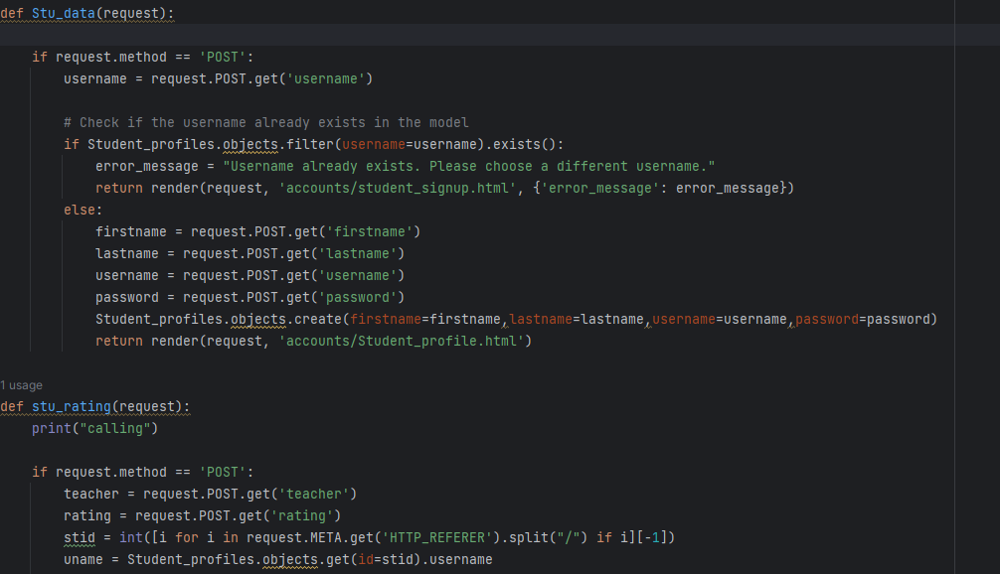 def Stu_data(request):
    if request.method == 'POST':
        username = request.POST.get('username')
        # Check if the username already exists in the model
        if Student_profiles.objects.filter(username=username).exists():
            error_message = "Username already exists. Please choose a different username."
            return render(request, 'accounts/student_signup.html', {'error_message': error_message})
        else:
            firstname = request.POST.get('firstname')
            lastname = request.POST.get('lastname')
            username = request.POST.get('username')
            password = request.POST.get('password')
            Student_profiles.objects.create(firstname=firstname,lastname=lastname,username=username,password=password)
            return render(request, 'accounts/Student_profile.html')
1 usage
def stu_rating(request):
    print("calling")
    if request.method == 'POST':
        teacher = request.POST.get('teacher')
        rating = request.POST.get('rating')
        stid = int([i for i in request.META.get('HTTP_REFERER').split("/") if i][-1])
        uname = Student_profiles.objects.get(id=stid).username